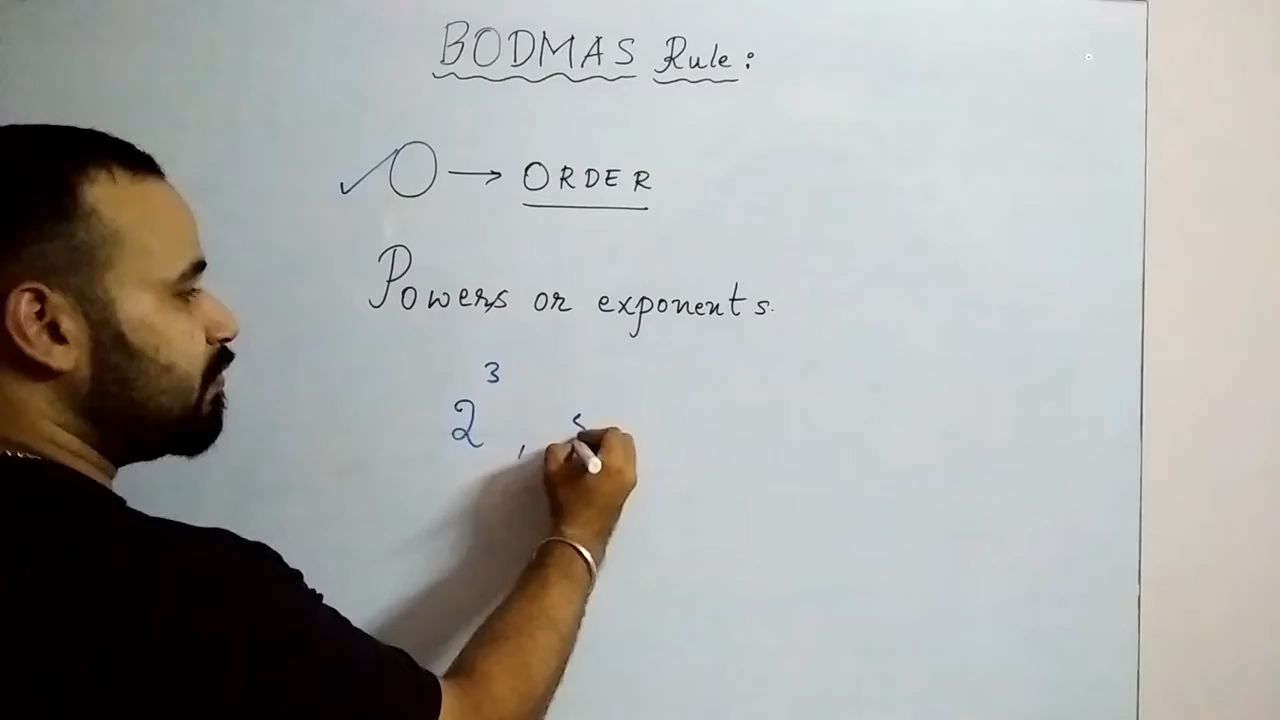 BODMAS Rule:
O → ORDER
Powers or exponents.
2³ ,